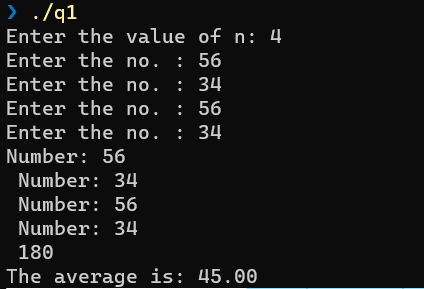 ❯ ./q1
Enter the value of n: 4
Enter the no. : 56
Enter the no. : 34
Enter the no. : 56
Enter the no. : 34
Number: 56
 Number: 34
 Number: 56
 Number: 34
 180
The average is: 45.00